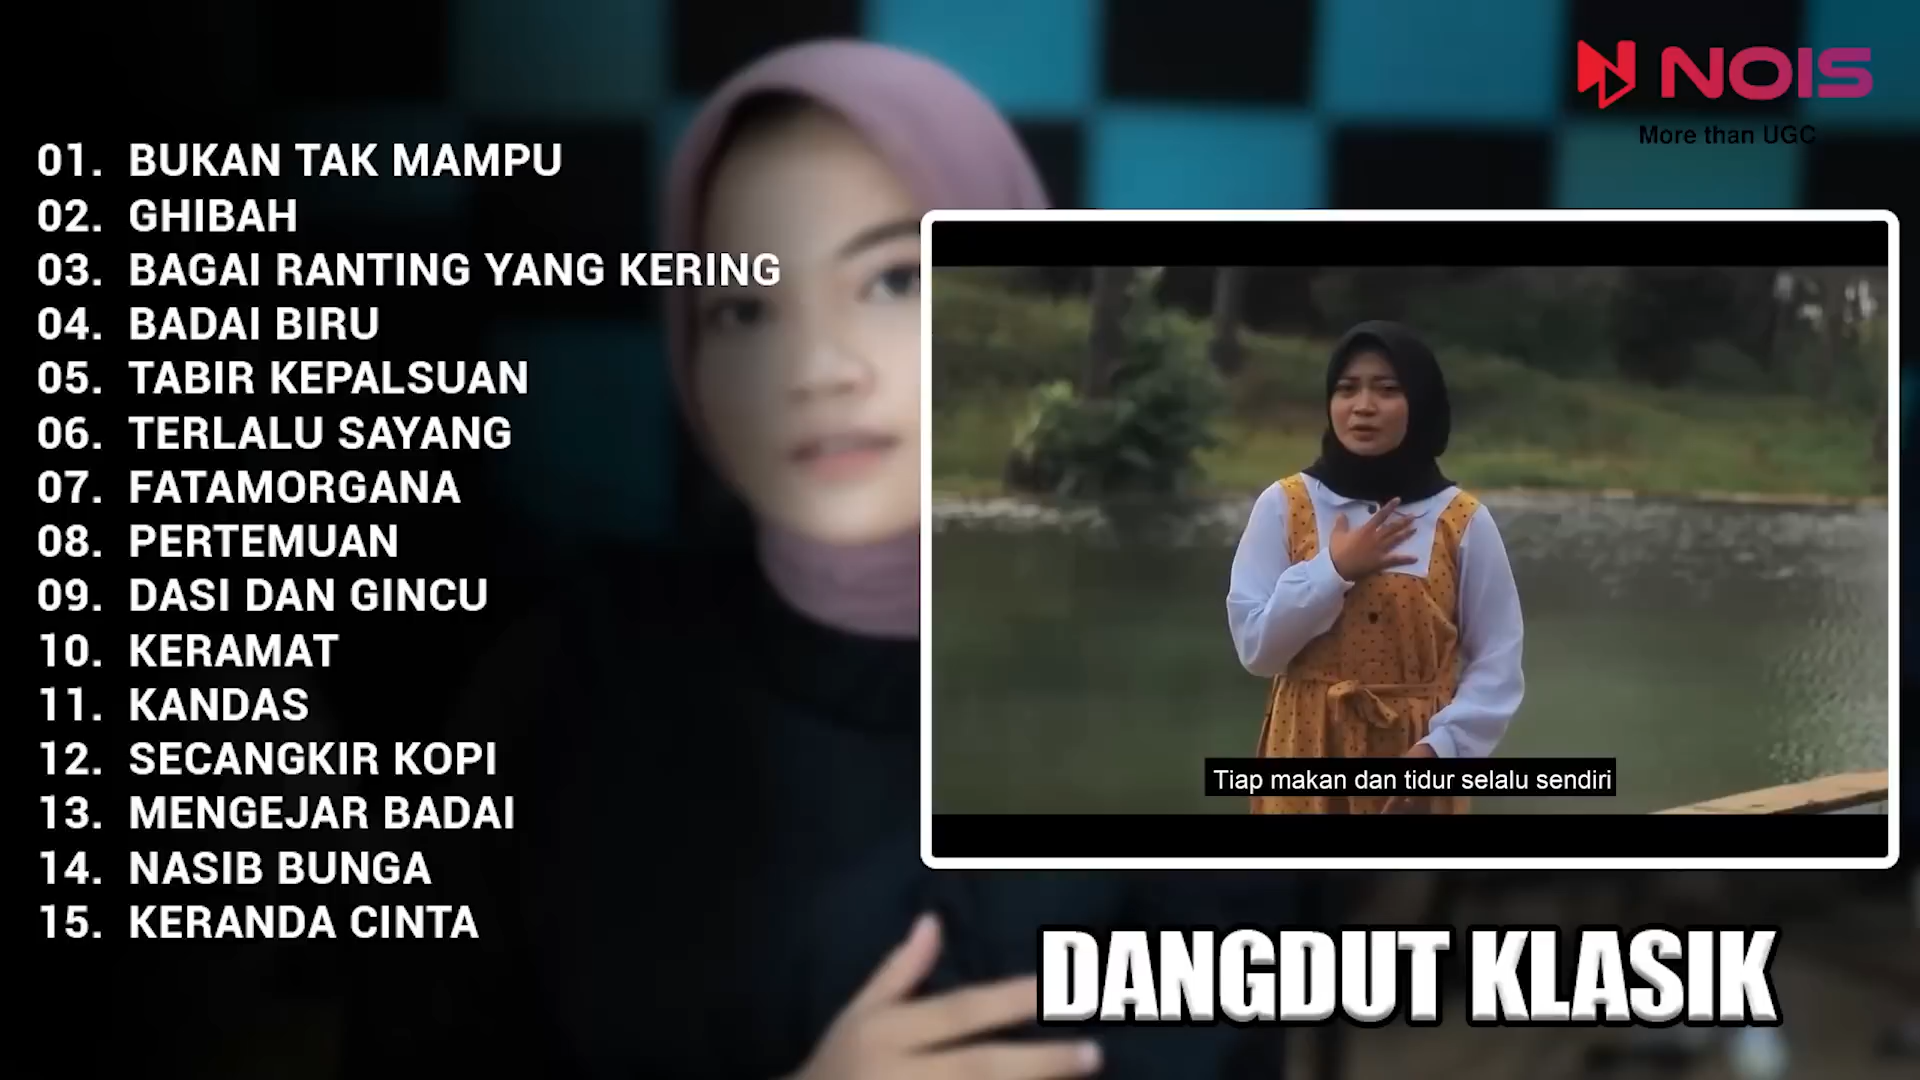 NOIS
More than UGC
01. BUKAN TAK MAMPU
02. GHIBAH
03. BAGAI RANTING YANG KERING
04. BADAI BIRU
05. TABIR KEPALSUAN
06. TERLALU SAYANG
07. FATAMORGANA
08. PERTEMUAN
09. DASI DAN GINCU
10. KERAMAT
11. KANDAS
12. SECANGKIR KOPI
13. MENGEJAR BADAI
14. NASIB BUNGA
15. KERANDA CINTA
Tiap makan dan tidur selalu sendiri
DANGDUT KLASIK